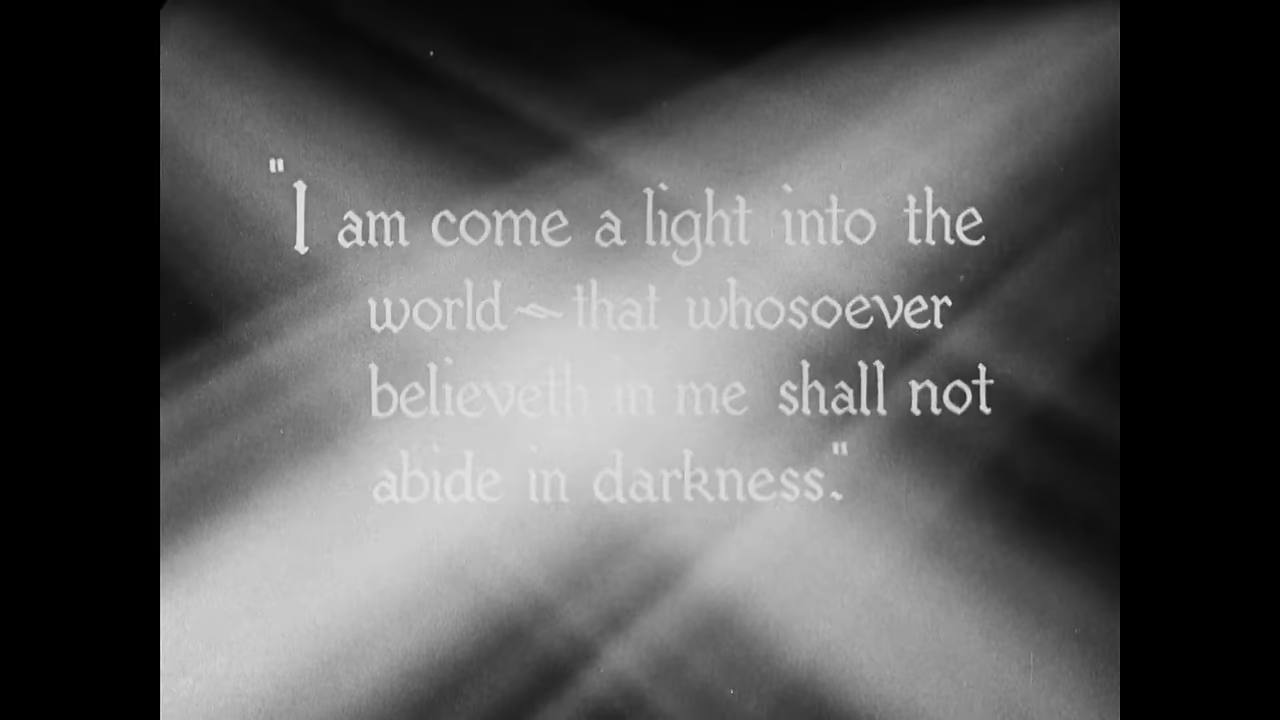 "I am come a light into the
world~that whosoever
believeth in me shall not
abide in darkness."